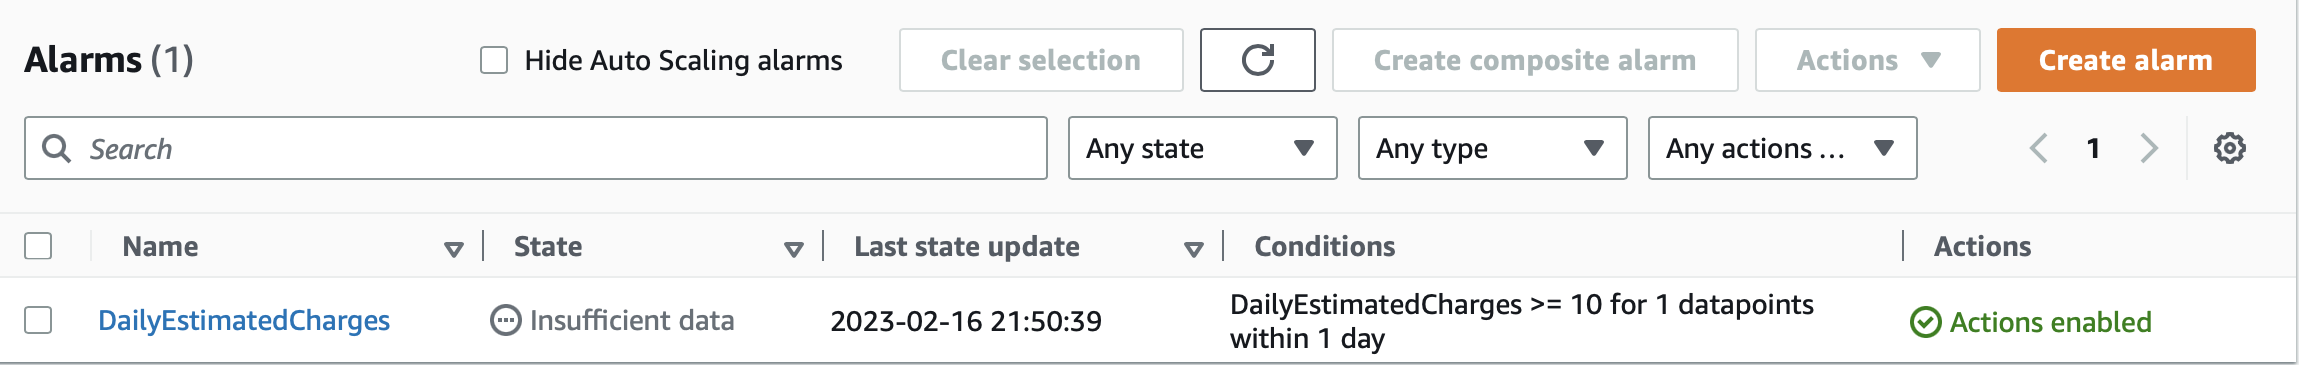 Alarms (1)
Hide Auto Scaling alarms
Clear selection
Create composite alarm
Actions
Create alarm
Search
Any state
Any type
Any actions ...
1
Name
State
Last state update
Conditions
Actions
DailyEstimatedCharges
Insufficient data
2023-02-16 21:50:39
DailyEstimatedCharges >= 10 for 1 datapoints
within 1 day
Actions enabled